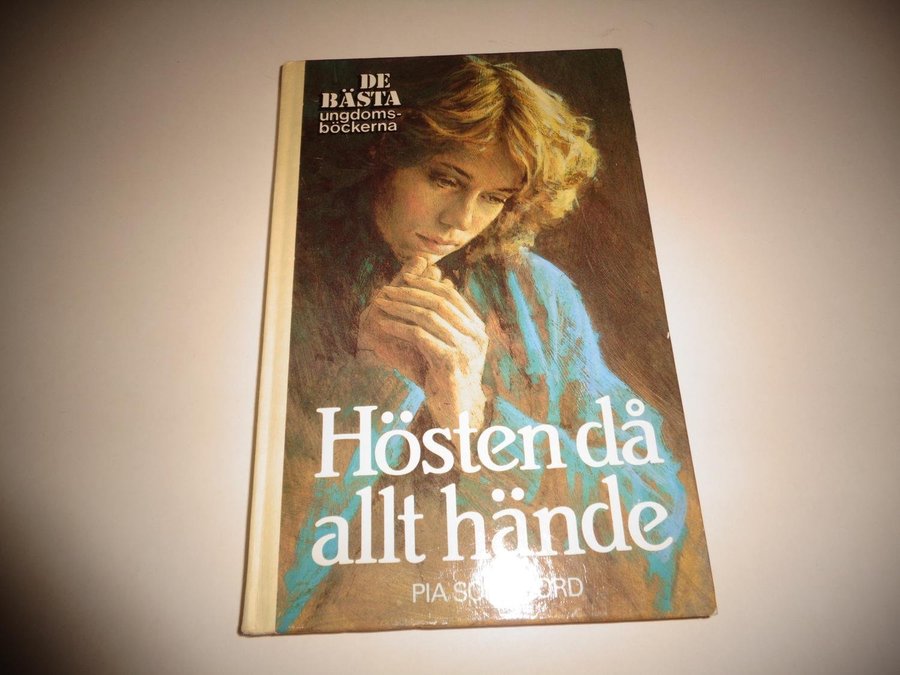 DE
BÄSTA
ungdoms-
böckerna
Hösten då
allt hände
PIA